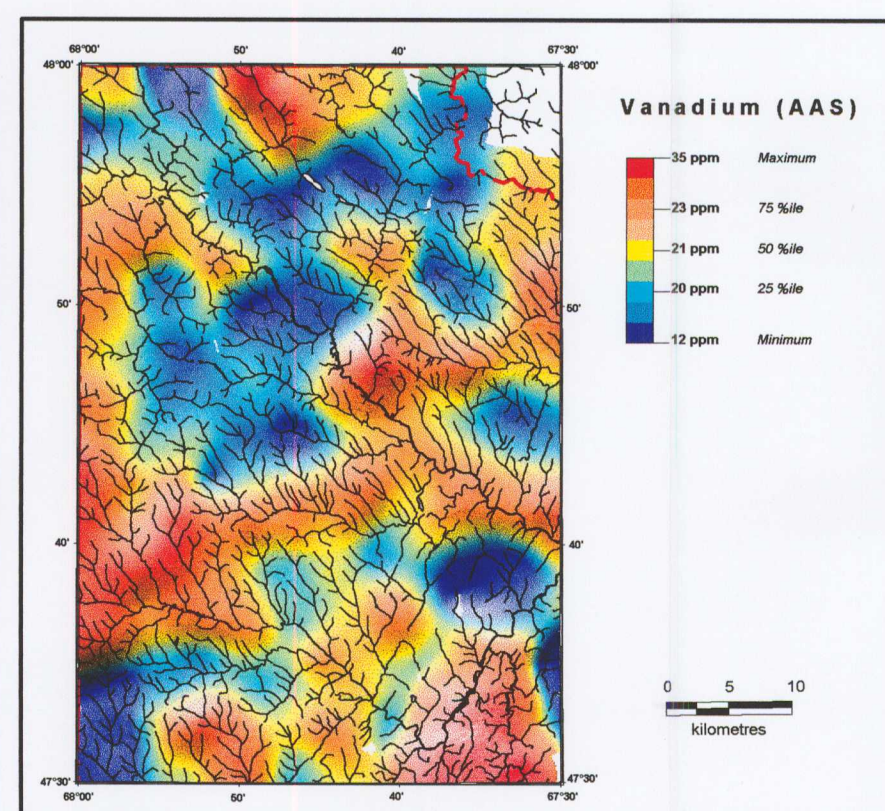 68°00'
50'
40'
67°30'
48°00'
48°00'
50'
50'
40'
40'
47°30'
47°30'
68°00'
50'
40'
67°30'
Vanadium (AAS)
35 ppm Maximum
23 ppm 75 %ile
21 ppm 50 %ile
20 ppm 25 %ile
12 ppm Minimum
0 5 10
kilometres